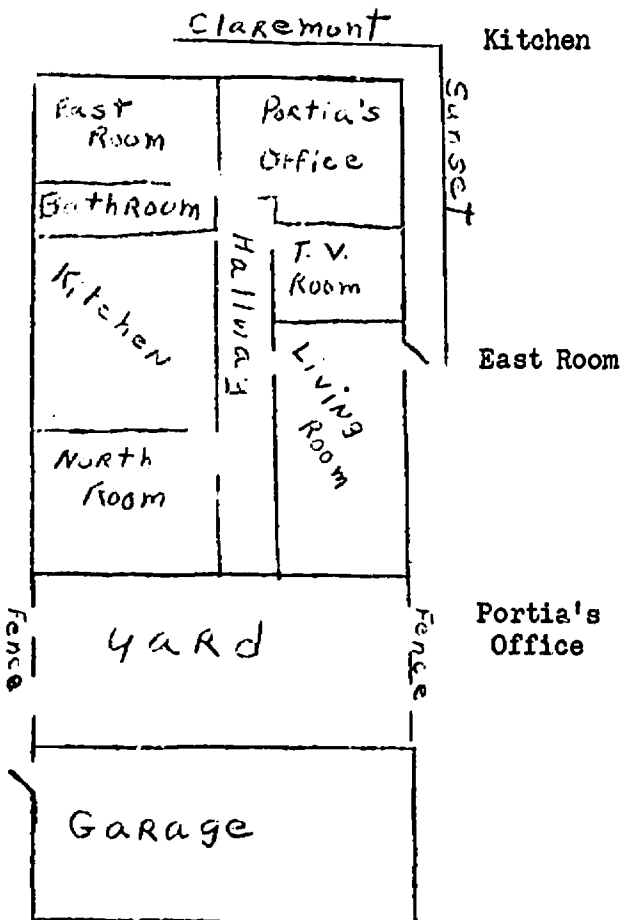 Claremont
Kitchen
East
Room
Portia's
Office
Sunset
Bathroom
Hallway
T.V.
Room
Kitchen
East Room
Living
Room
North
Room
Portia's
Office
Fence
Yard
Fence
Garage